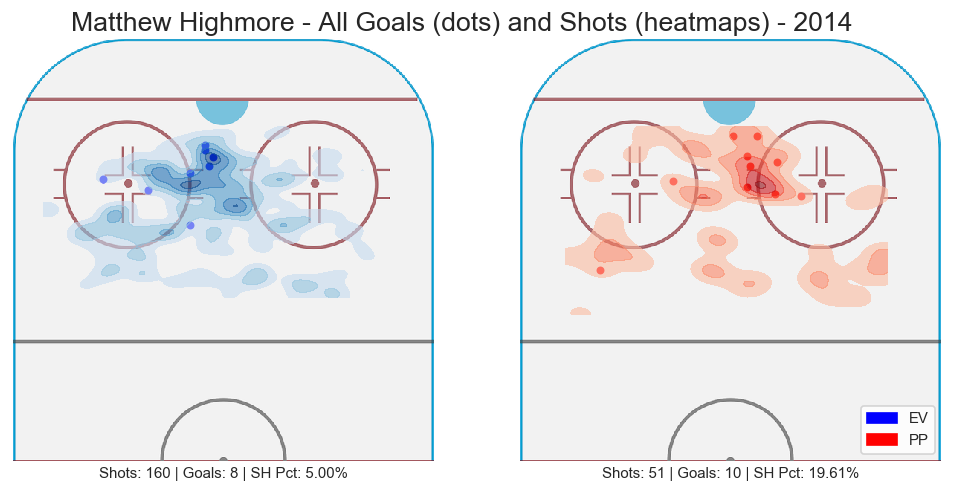 Matthew Highmore - All Goals (dots) and Shots (heatmaps) - 2014
EV
PP
Shots: 160 | Goals: 8 | SH Pct: 5.00%
Shots: 51 | Goals: 10 | SH Pct: 19.61%